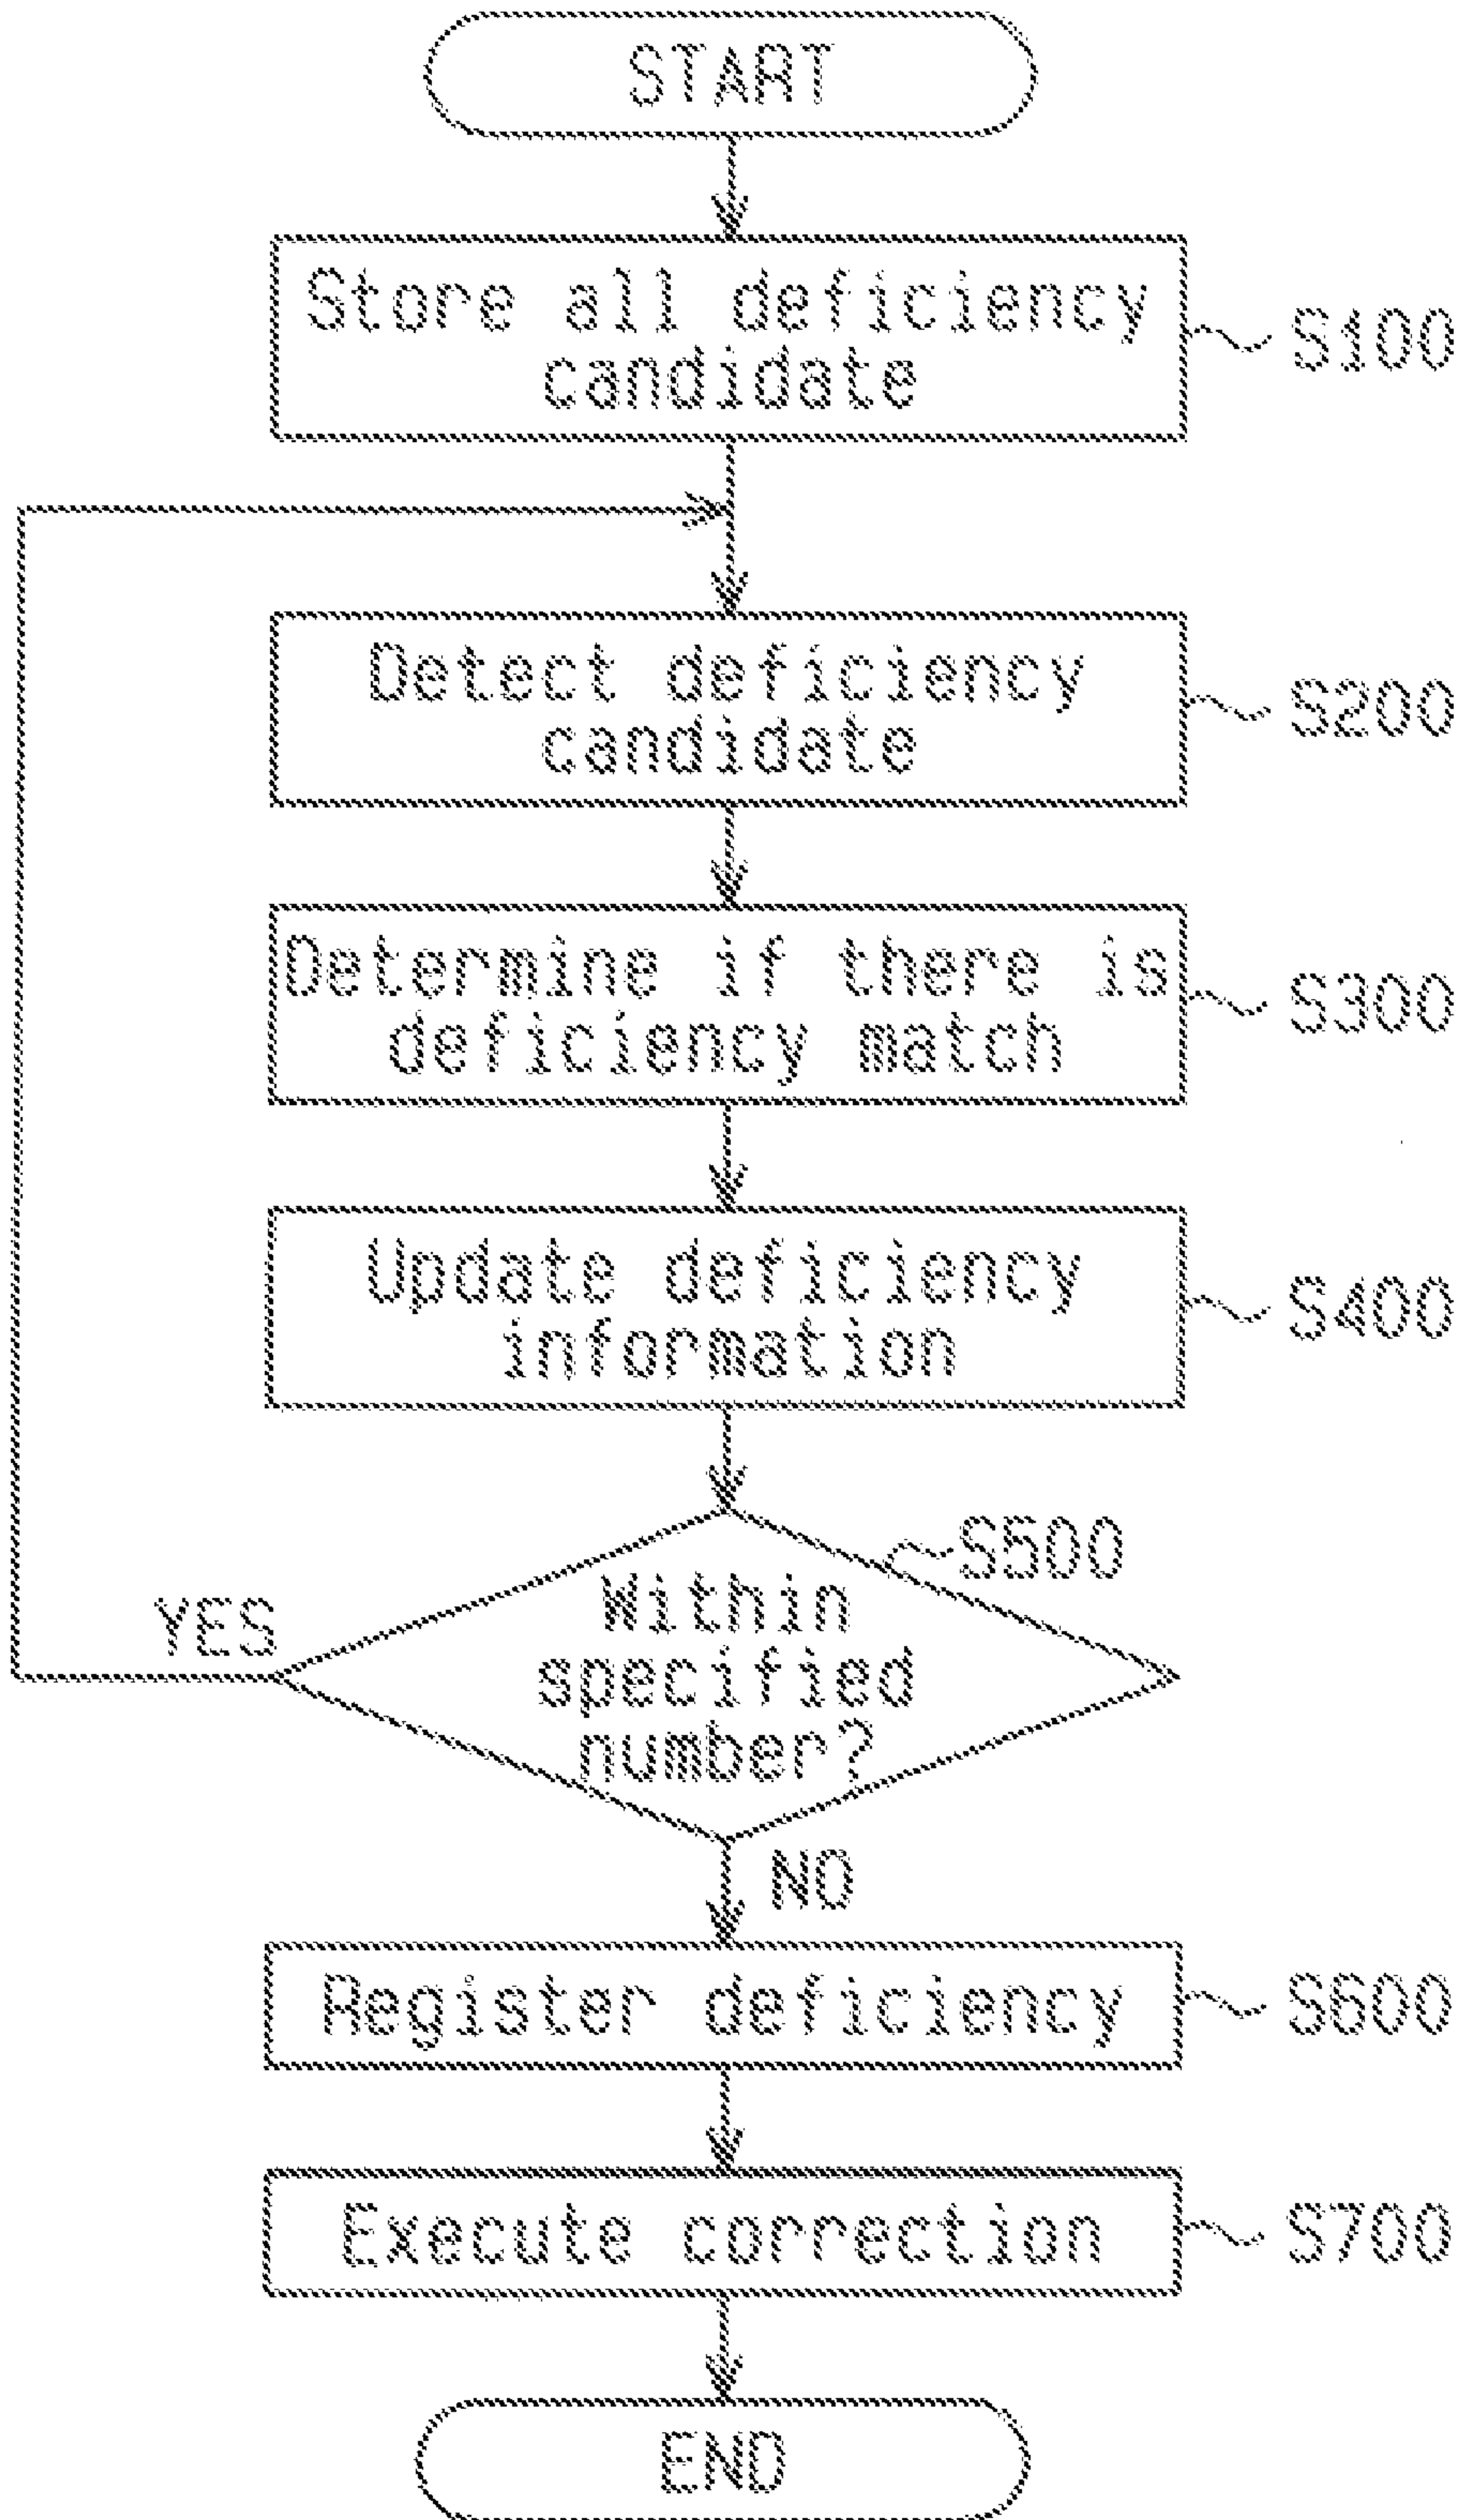 START
Store all deficiency
candidate
S100
Detect deficiency
candidate
S200
Determine if there is
deficiency match
S300
Update deficiency
information
S400
S500
Within
specified
number?
YES
NO
Register deficiency
S600
Execute correction
S700
END